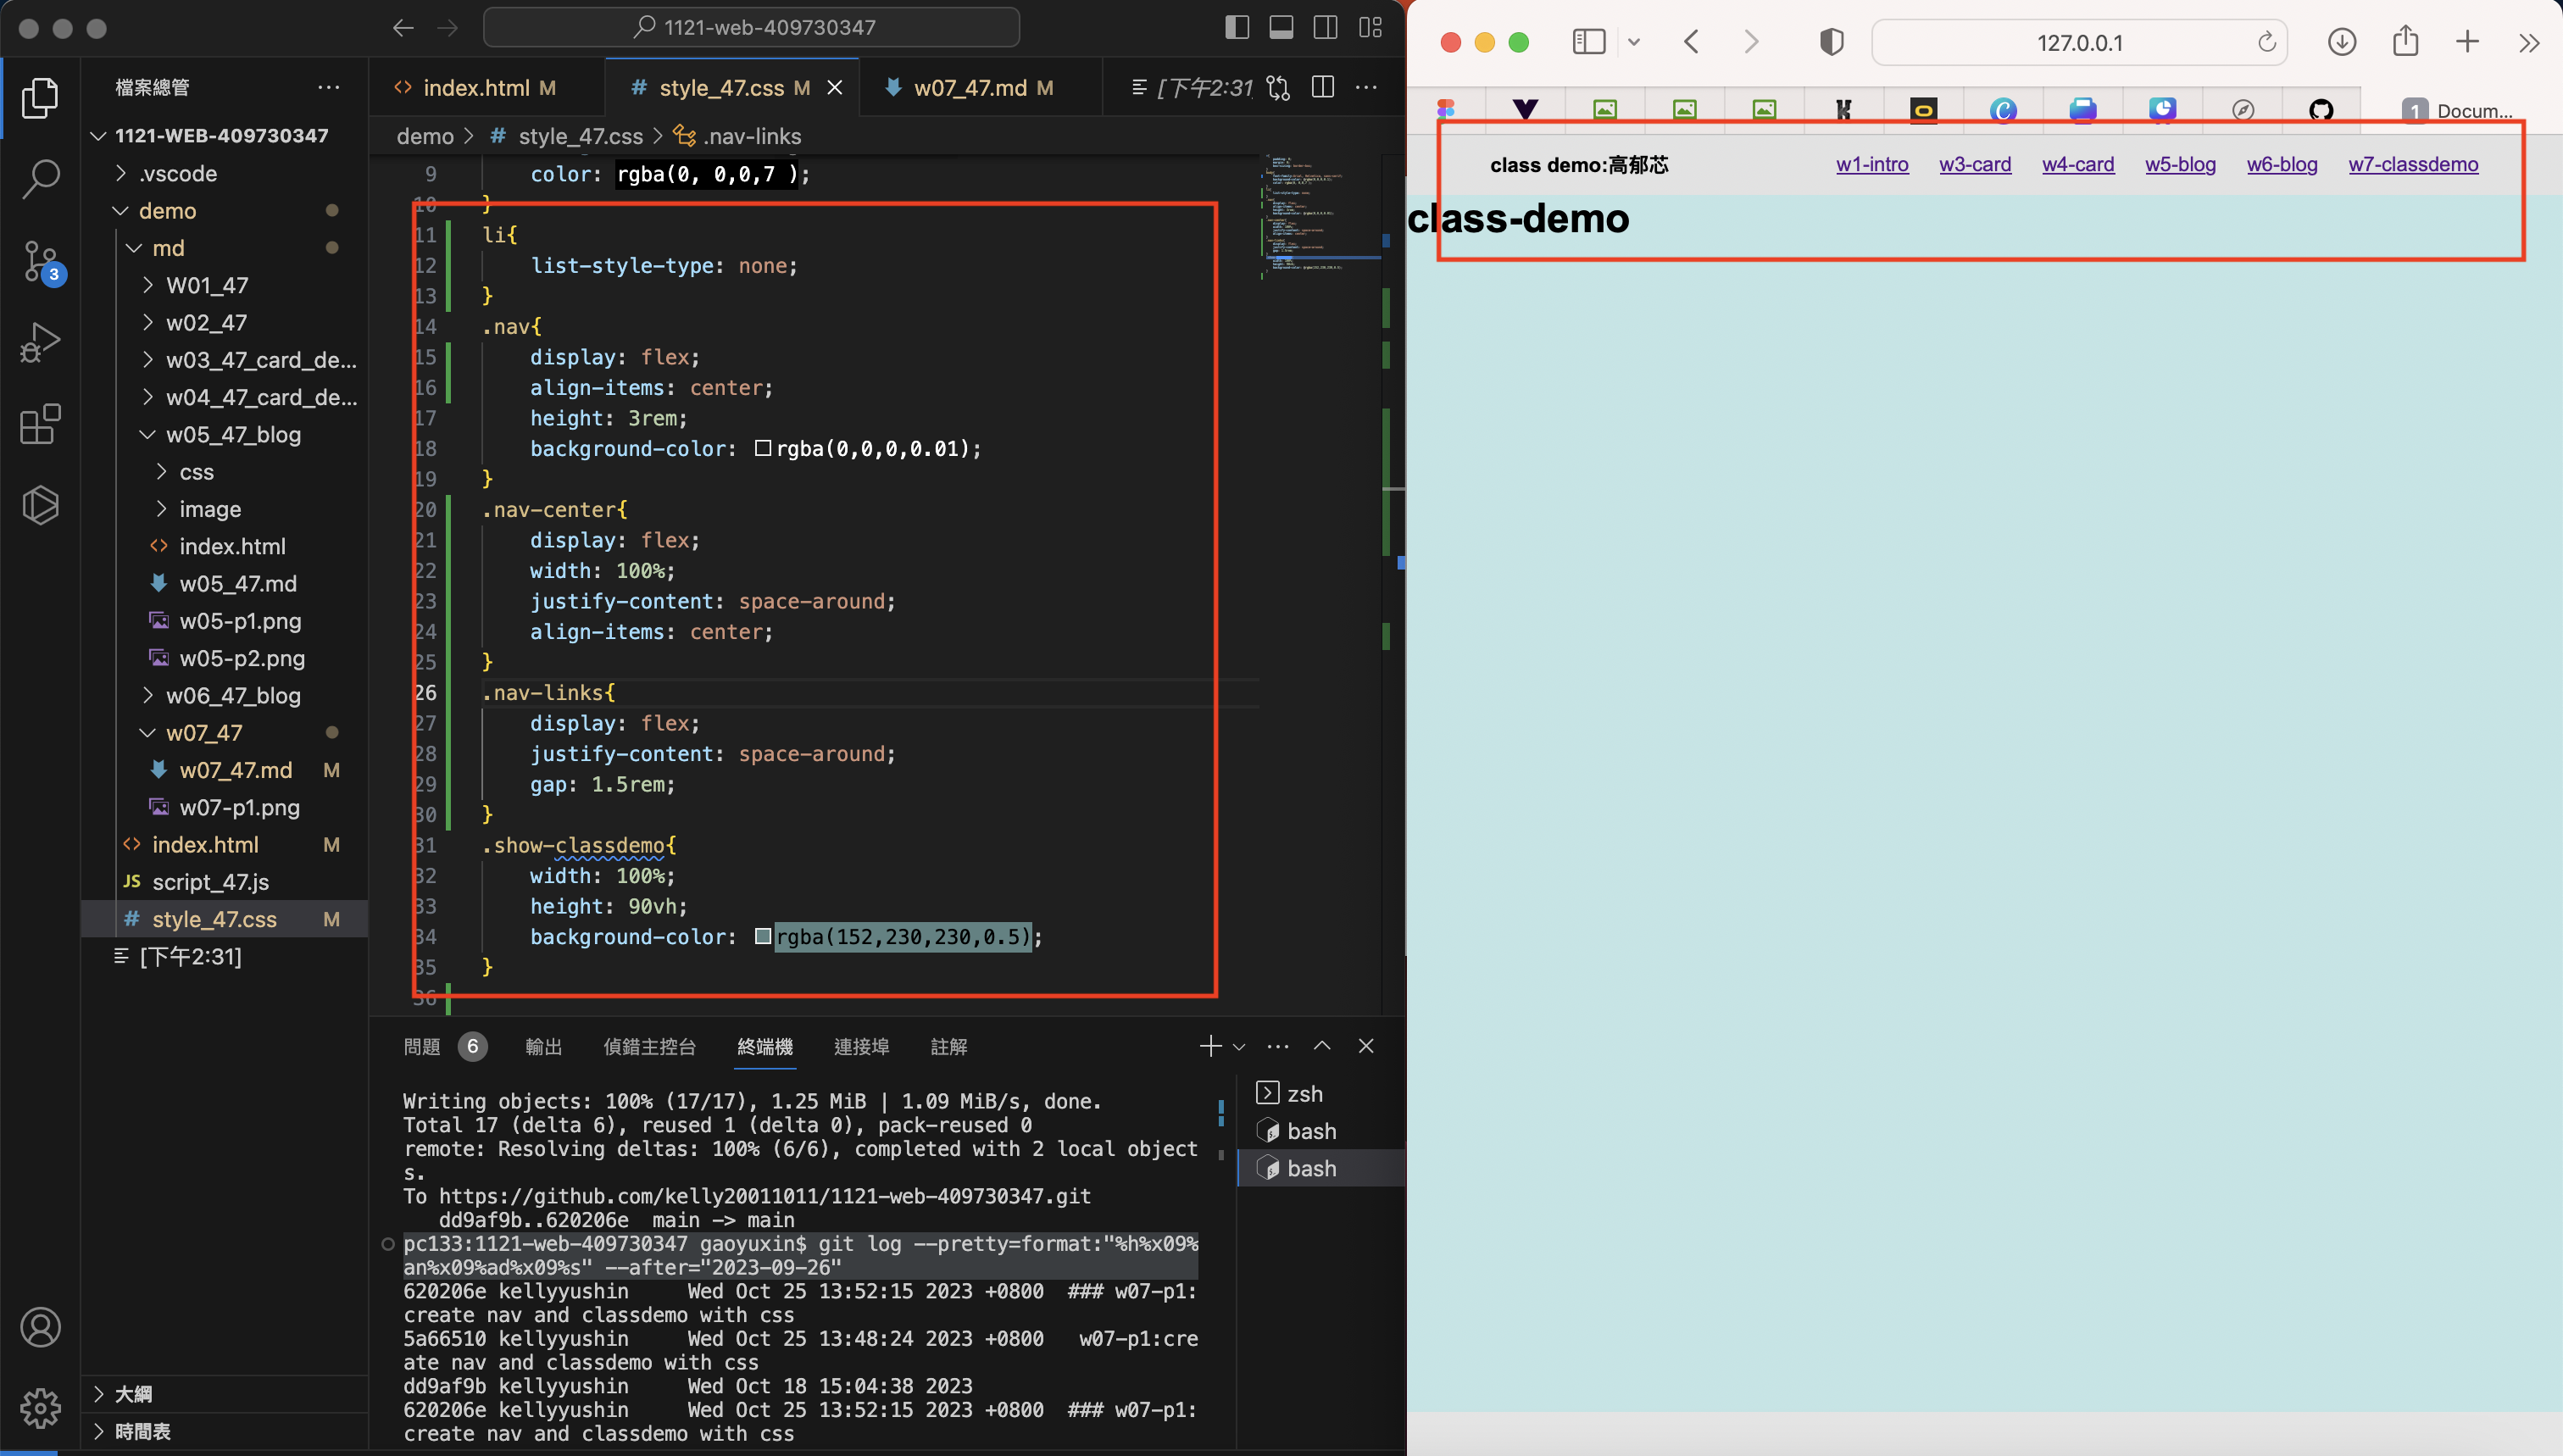 1121-web-409730347
檔案總管
1121-WEB-409730347
.vscode
demo
md
W01_47
w02_47
w03_47_card_de...
w04_47_card_de...
w05_47_blog
css
image
index.html
w05_47.md
w05-p1.png
w05-p2.png
w06_47_blog
w07_47
w07_47.md M
w07-p1.png
index.html M
JS script_47.js
# style_47.css M
[下午2:31]
大綱
時間表
3
index.html M
# style_47.css M
w07_47.md M
[下午2:31
demo > # style_47.css > .nav-links
9 color: rgba(0, 0,0,7 );
10 }
11 li{
12 list-style-type: none;
13 }
14 .nav{
15 display: flex;
16 align-items: center;
17 height: 3rem;
18 background-color: rgba(0,0,0,0.01);
19 }
20 .nav-center{
21 display: flex;
22 width: 100%;
23 justify-content: space-around;
24 align-items: center;
25 }
26 .nav-links{
27 display: flex;
28 justify-content: space-around;
29 gap: 1.5rem;
30 }
31 .show-classdemo{
32 width: 100%;
33 height: 90vh;
34 background-color: rgba(152,230,230,0.5);
35 }
36
問題 6 輸出 偵錯主控台 終端機 連接埠 註解
Writing objects: 100% (17/17), 1.25 MiB | 1.09 MiB/s, done.
Total 17 (delta 6), reused 1 (delta 0), pack-reused 0
remote: Resolving deltas: 100% (6/6), completed with 2 local object
s.
To https://github.com/kelly20011011/1121-web-409730347.git
dd9af9b..620206e main -> main
pc133:1121-web-409730347 gaoyuxin$ git log --pretty=format:"%h%x09%
an%x09%ad%x09%s" --after="2023-09-26"
620206e kellyyushin Wed Oct 25 13:52:15 2023 +0800 ### w07-p1:
create nav and classdemo with css
5a66510 kellyyushin Wed Oct 25 13:48:24 2023 +0800 w07-p1:cre
ate nav and classdemo with css
dd9af9b kellyyushin Wed Oct 18 15:04:38 2023
620206e kellyyushin Wed Oct 25 13:52:15 2023 +0800 ### w07-p1:
create nav and classdemo with css
zsh
bash
bash
127.0.0.1
1 Docum...
class demo:高郁芯 w1-intro w3-card w4-card w5-blog w6-blog w7-classdemo
class-demo